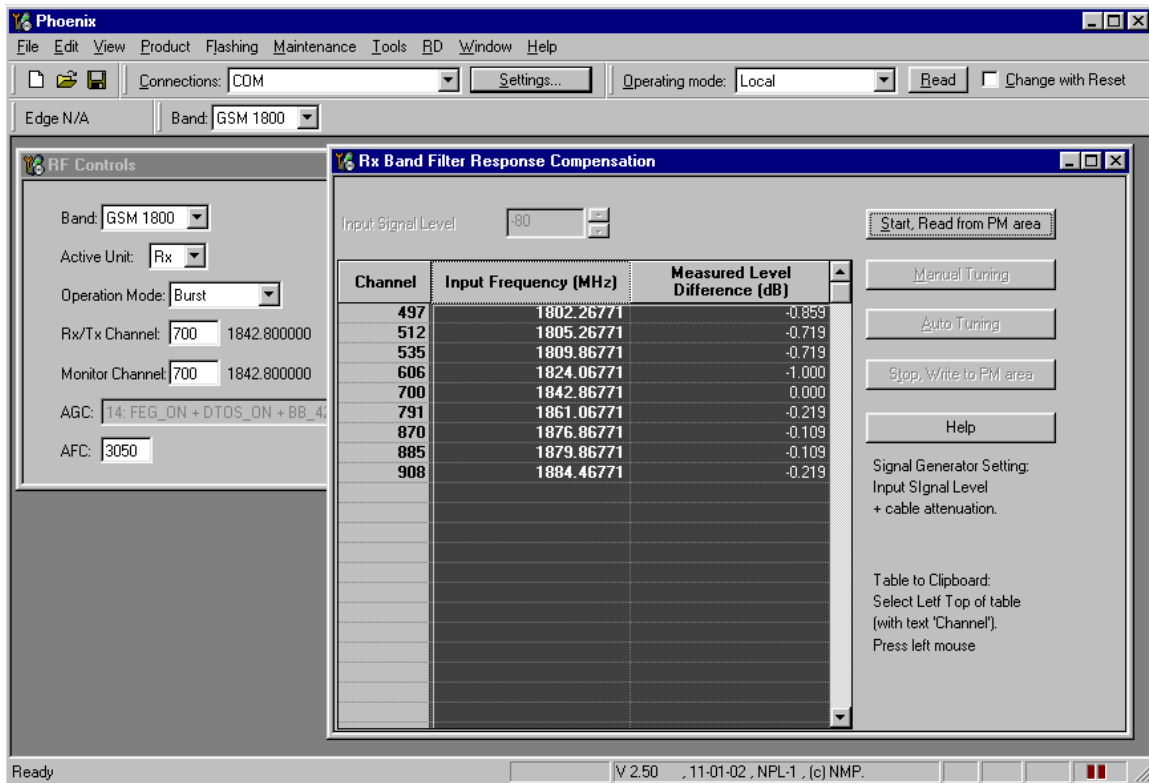 Phoenix
File Edit View Product Flashing Maintenance Tools RD Window Help
Connections: COM Settings... Operating mode: Local Read Change with Reset
Edge N/A Band: GSM 1800
RF Controls
Band: GSM 1800
Active Unit: Rx
Operation Mode: Burst
Rx/Tx Channel: 700 1842.800000
Monitor Channel: 700 1842.800000
AGC: 14: FEG_ON + DTOS_ON + BB_42
AFC: 3050
Rx Band Filter Response Compensation
Input Signal Level -80
Channel Input Frequency (MHz) Measured Level Difference (dB)
497 1802.26771 -0.859
512 1805.26771 -0.719
535 1809.86771 -0.719
606 1824.06771 -1.000
700 1842.86771 0.000
791 1861.06771 -0.219
870 1876.86771 -0.109
885 1879.86771 -0.109
908 1884.46771 -0.219
Start, Read from PM area
Manual Tuning
Auto Tuning
Stop, Write to PM area
Help
Signal Generator Setting:
Input SIgnal Level
+ cable attenuation.
Table to Clipboard:
Select Letf Top of table
(with text 'Channel').
Press left mouse
Ready V 2.50 , 11-01-02 , NPL-1 , (c) NMP.